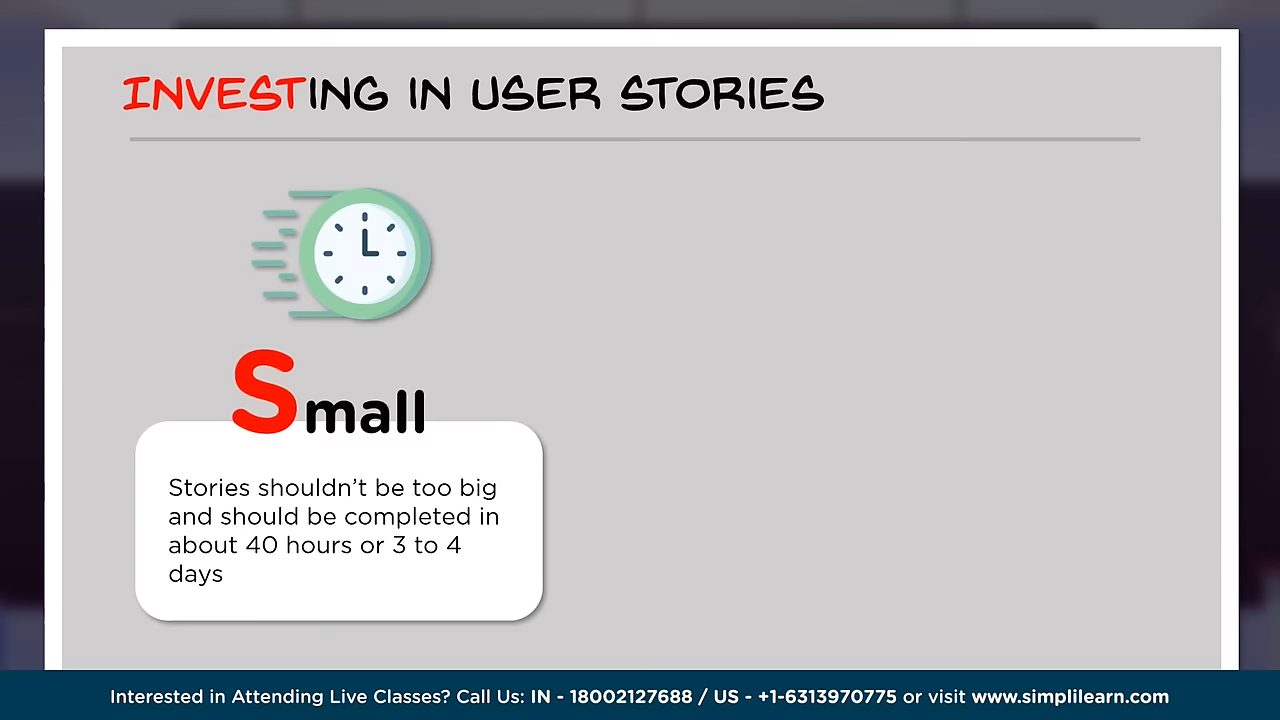 INVESTING IN USER STORIES
Small
Stories shouldn't be too big
and should be completed in
about 40 hours or 3 to 4
days
Interested in Attending Live Classes? Call Us: IN - 18002127688 / US - +1-6313970775 or visit www.simplilearn.com